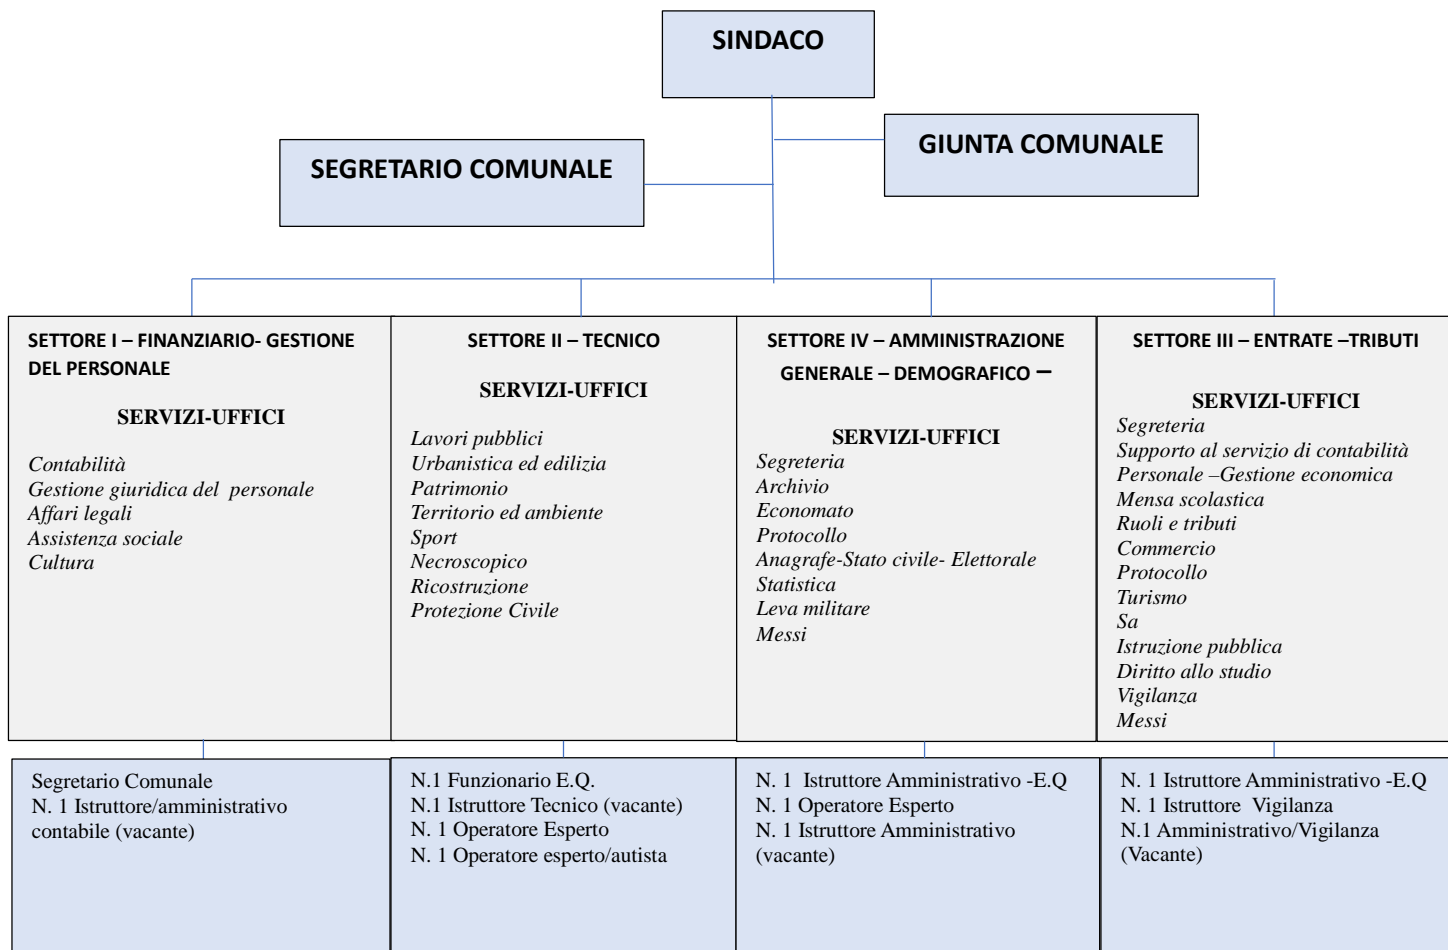 SINDACO
GIUNTA COMUNALE
SEGRETARIO COMUNALE
SETTORE I – FINANZIARIO- GESTIONE
DEL PERSONALE
SERVIZI-UFFICI
Contabilità
Gestione giuridica del  personale
Affari legali
Assistenza sociale
Cultura
SETTORE II – TECNICO
SERVIZI-UFFICI
Lavori pubblici
Urbanistica ed edilizia
Patrimonio
Territorio ed ambiente
Sport
Necroscopico
Ricostruzione
Protezione Civile
SETTORE IV – AMMINISTRAZIONE
GENERALE – DEMOGRAFICO –
SERVIZI-UFFICI
Segreteria
Archivio
Economato
Protocollo
Anagrafe-Stato civile- Elettorale
Statistica
Leva militare
Messi
SETTORE III – ENTRATE –TRIBUTI
SERVIZI-UFFICI
Segreteria
Supporto al servizio di contabilità
Personale –Gestione economica
Mensa scolastica
Ruoli e tributi
Commercio
Protocollo
Turismo
Sa
Istruzione pubblica
Diritto allo studio
Vigilanza
Messi
Segretario Comunale
N. 1 Istruttore/amministrativo
contabile (vacante)
N.1 Funzionario E.Q.
N.1 Istruttore Tecnico (vacante)
N. 1 Operatore Esperto
N. 1 Operatore esperto/autista
N. 1  Istruttore Amministrativo -E.Q
N. 1 Operatore Esperto
N. 1 Istruttore Amministrativo
(vacante)
N. 1 Istruttore Amministrativo -E.Q
N. 1 Istruttore  Vigilanza
N.1 Amministrativo/Vigilanza
(Vacante)